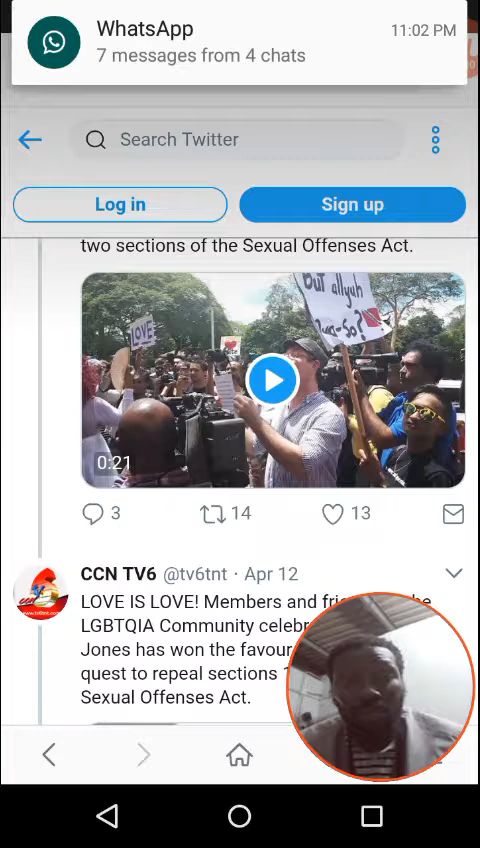 WhatsApp
11:02 PM
7 messages from 4 chats
Search Twitter
Log in
Sign up
two sections of the Sexual Offenses Act.
LOVE
But allyuh
0:21
3
14
13
CCN TV6 @tv6tnt · Apr 12
LOVE IS LOVE! Members and
LGBTQIA Community
Jones has won the favour
quest to repeal sections
Sexual Offenses Act.